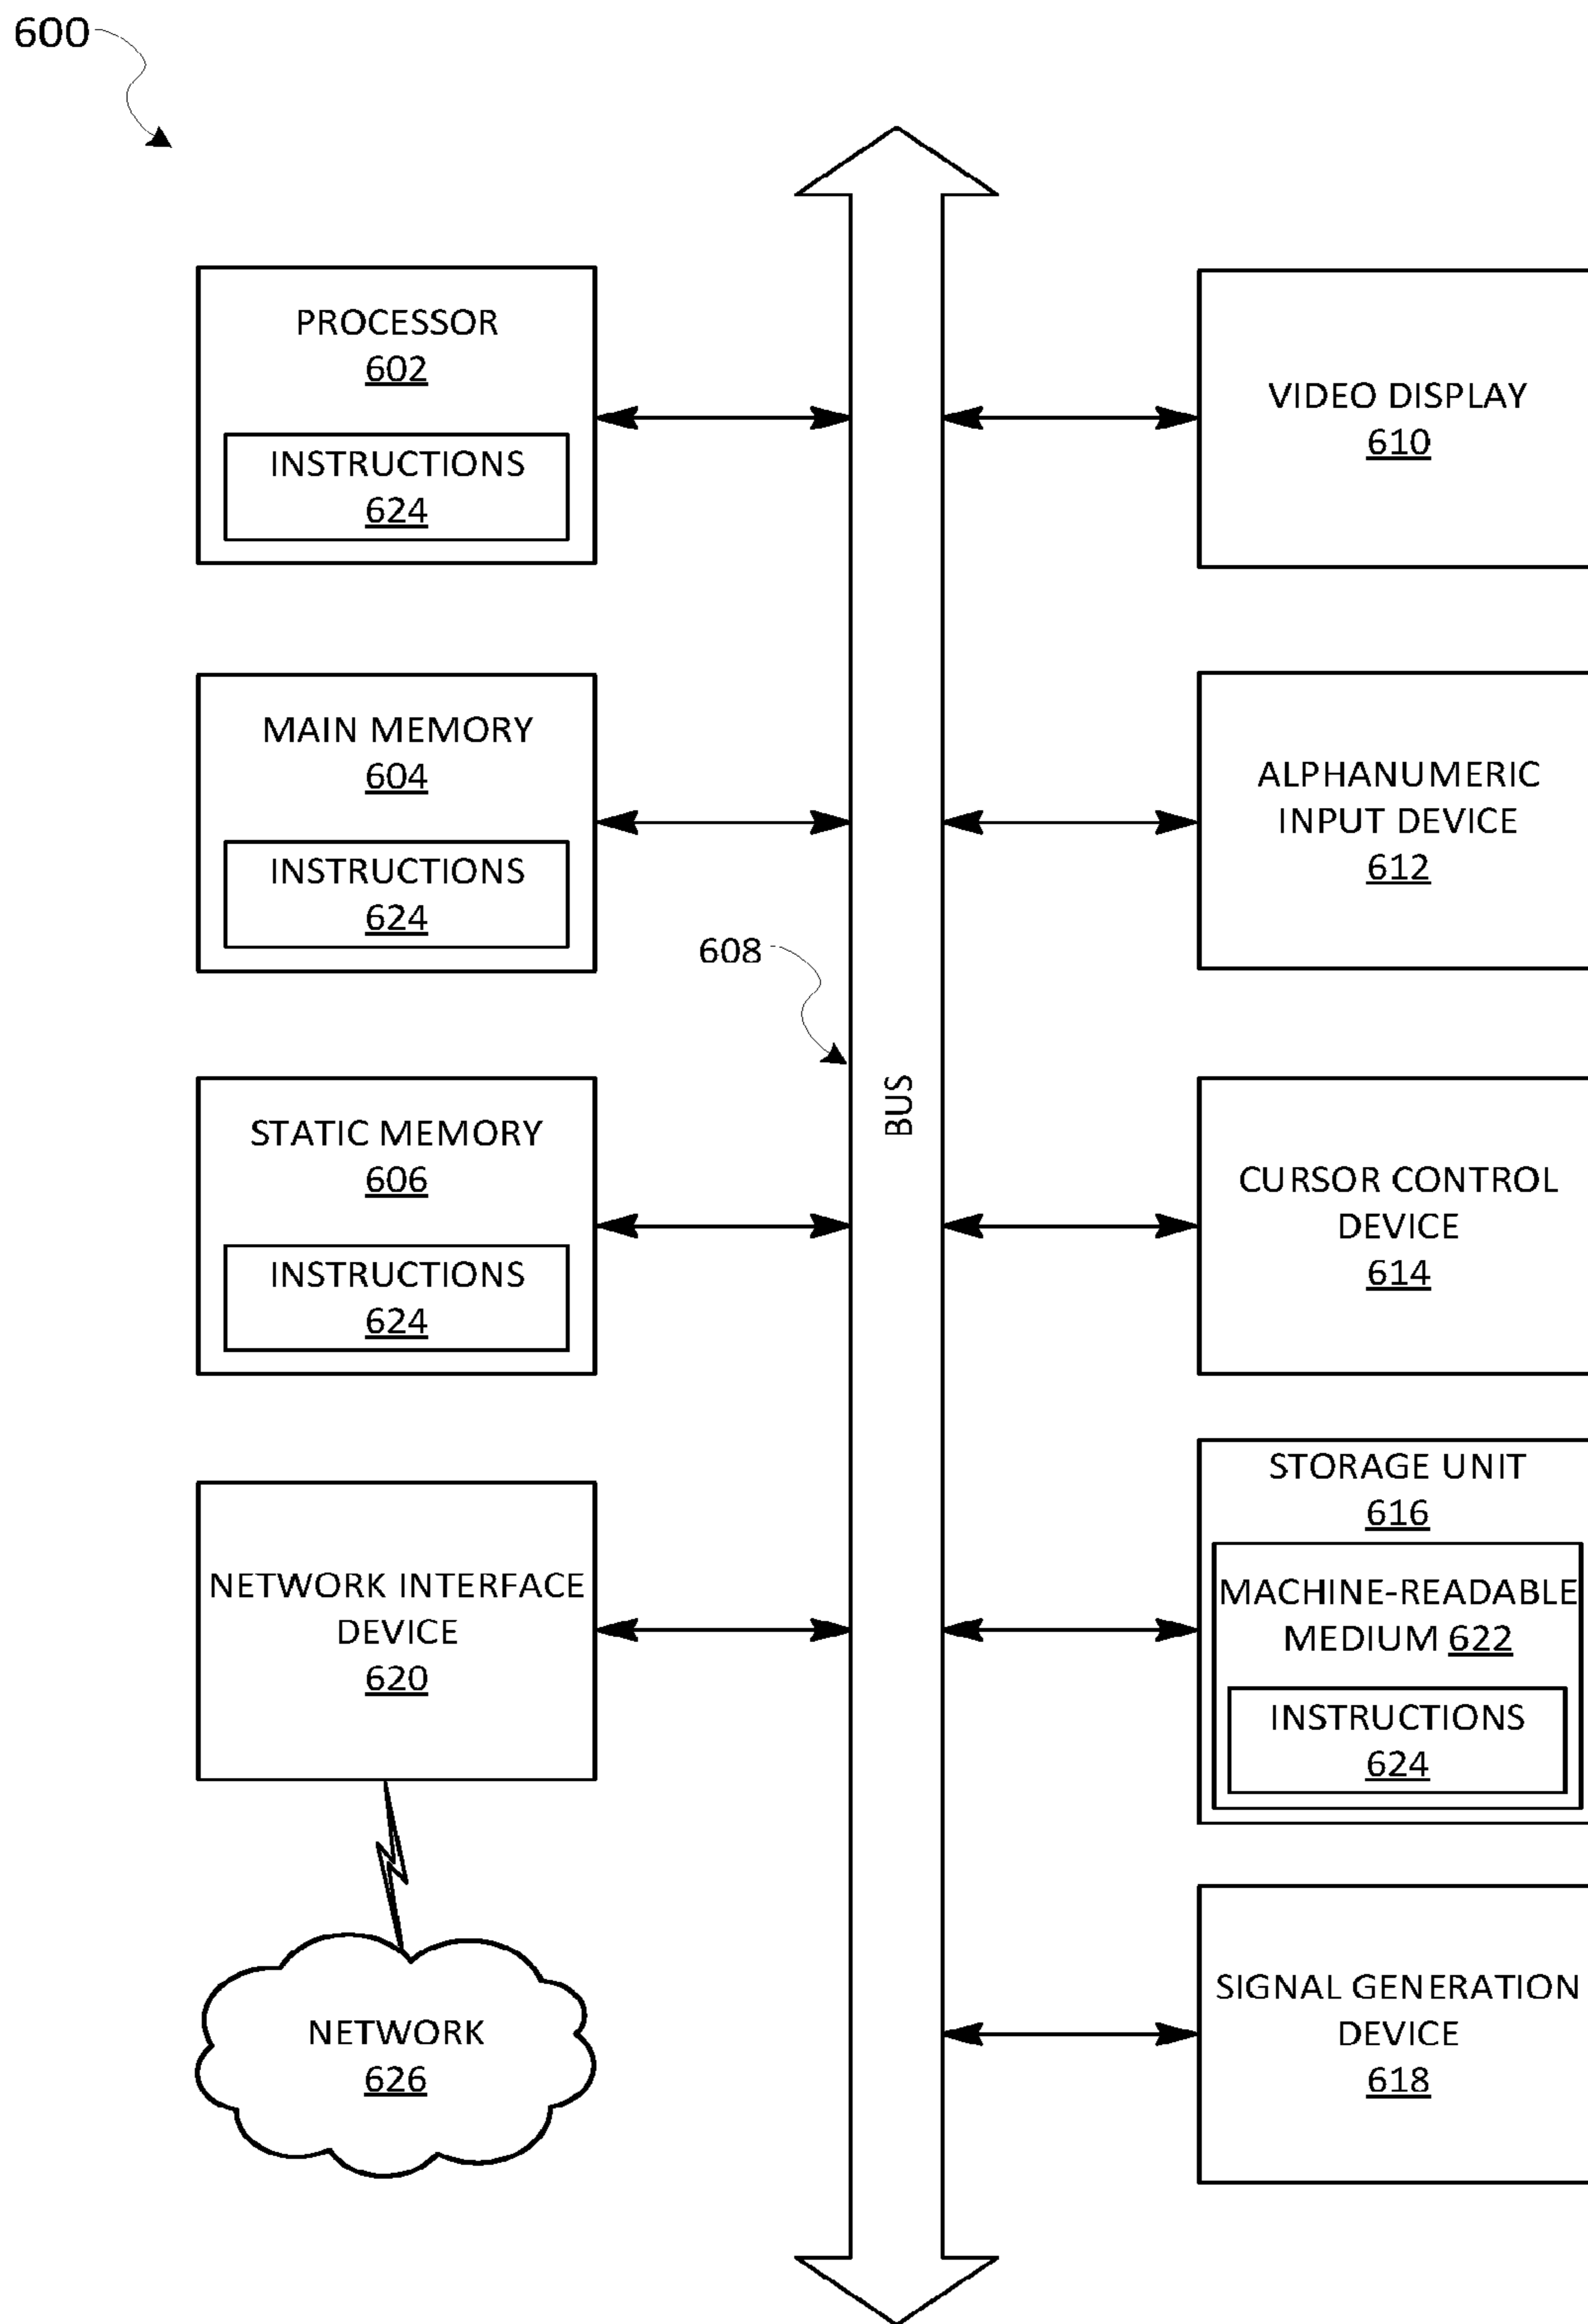 600
PROCESSOR
602
INSTRUCTIONS
624
MAIN MEMORY
604
INSTRUCTIONS
624
STATIC MEMORY
606
INSTRUCTIONS
624
NETWORK INTERFACE
DEVICE
620
NETWORK
626
608
BUS
VIDEO DISPLAY
610
ALPHANUMERIC
INPUT DEVICE
612
CURSOR CONTROL
DEVICE
614
STORAGE UNIT
616
MACHINE-READABLE
MEDIUM 622
INSTRUCTIONS
624
SIGNAL GENERATION
DEVICE
618